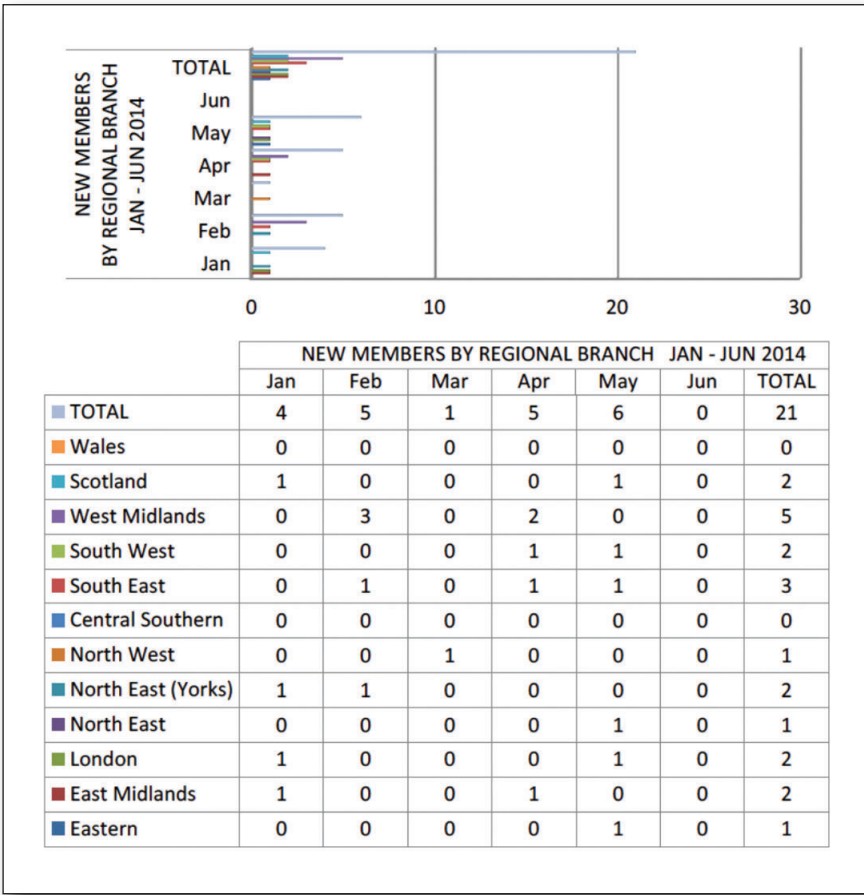 NEW MEMBERS
BY REGIONAL BRANCH
JAN - JUN 2014
TOTAL
Jun
May
Apr
Mar
Feb
Jan
0 10 20 30
NEW MEMBERS BY REGIONAL BRANCH JAN - JUN 2014
Jan Feb Mar Apr May Jun TOTAL
TOTAL 4 5 1 5 6 0 21
Wales 0 0 0 0 0 0 0
Scotland 1 0 0 0 1 0 2
West Midlands 0 3 0 2 0 0 5
South West 0 0 0 1 1 0 2
South East 0 1 0 1 1 0 3
Central Southern 0 0 0 0 0 0 0
North West 0 0 1 0 0 0 1
North East (Yorks) 1 1 0 0 0 0 2
North East 0 0 0 0 1 0 1
London 1 0 0 0 1 0 2
East Midlands 1 0 0 1 0 0 2
Eastern 0 0 0 0 1 0 1